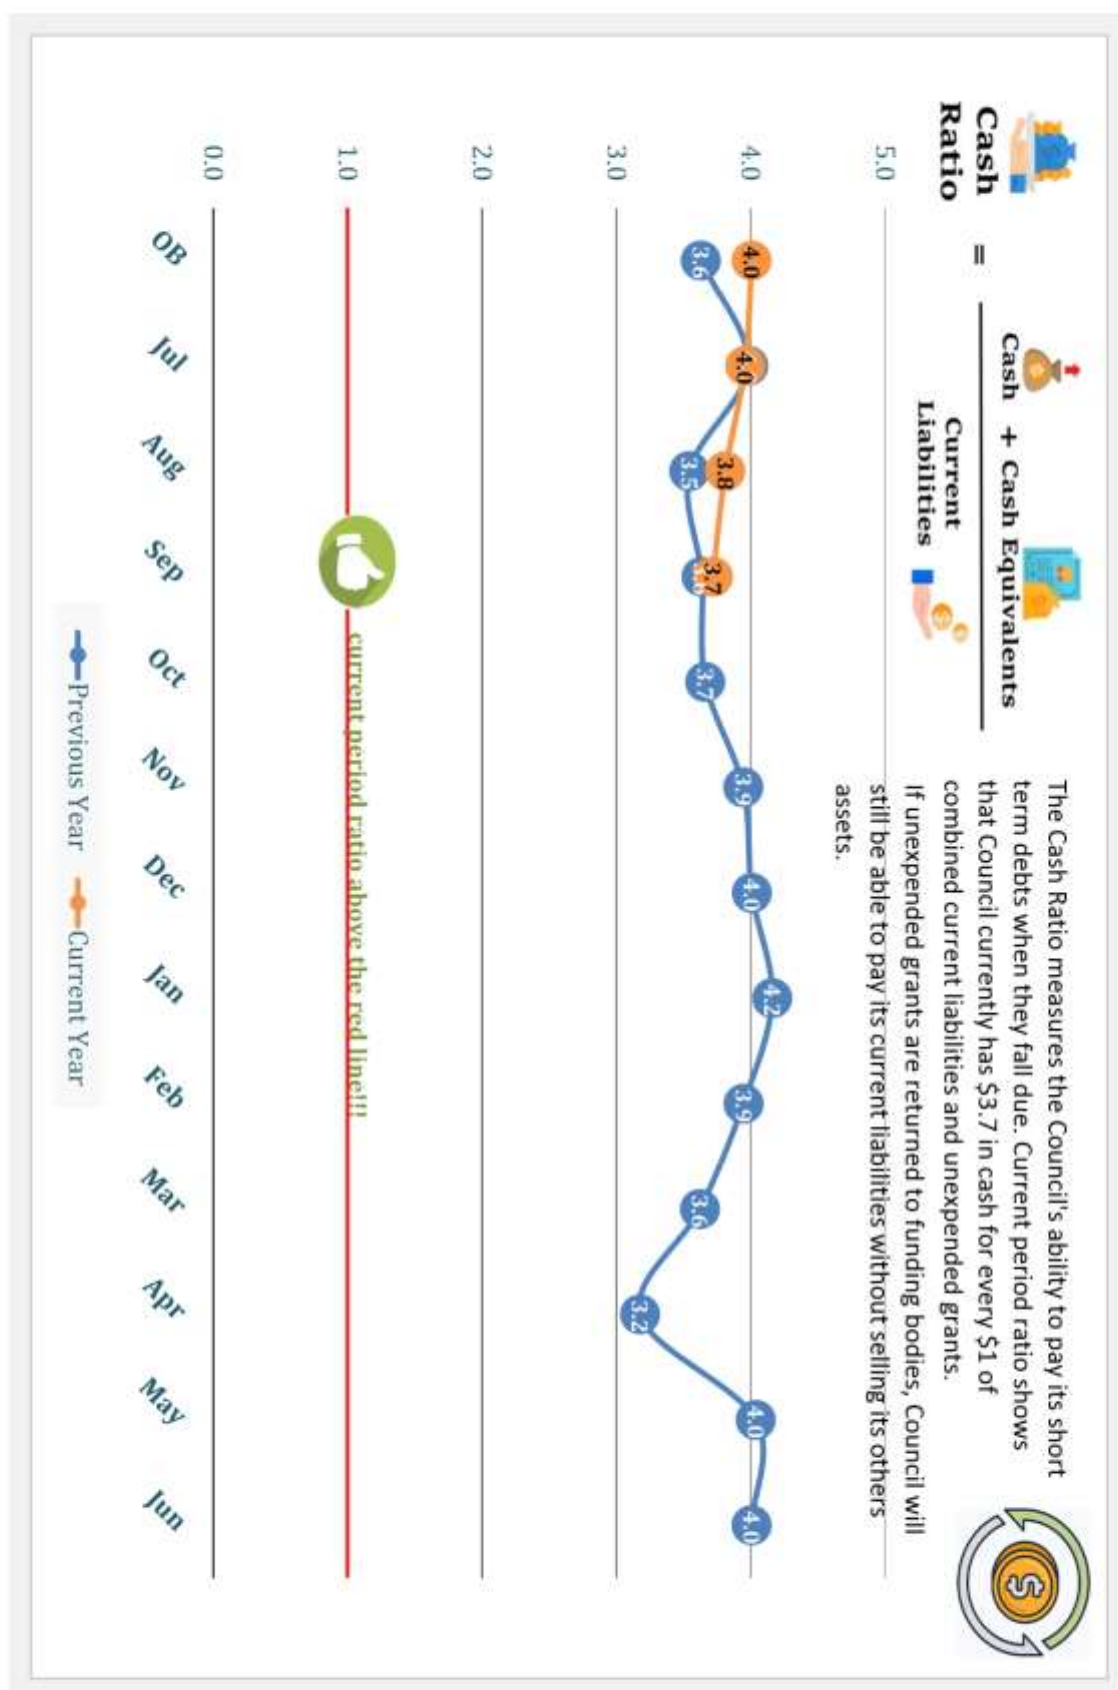 Cash
Ratio
=
Cash + Cash Equivalents
Current
Liabilities
The Cash Ratio measures the Council's ability to pay its short
term debts when they fall due. Current period ratio shows
that Council currently has $3.7 in cash for every $1 of
combined current liabilities and unexpended grants.
If unexpended grants are returned to funding bodies, Council will
still be able to pay its current liabilities without selling its others
assets.
5.0
4.0
3.0
2.0
1.0
0.0
4.0
4.0
3.8
3.7
3.6
3.5
3.7
3.9
4.0
4.2
3.9
3.6
3.2
4.0
4.0
current period ratio above the red line!!!
OB Jul Aug Sep Oct Nov Dec Jan Feb Mar Apr May Jun
Previous Year Current Year